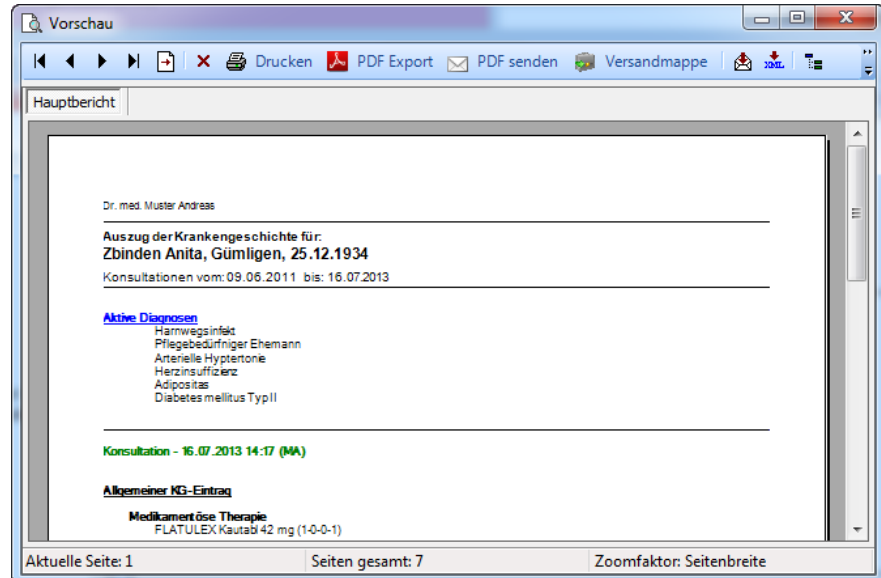 Vorschau
Drucken PDF Export PDF senden Versandmappe XML
Hauptbericht
Dr. med. Muster Andreas
Auszug der Krankengeschichte für:
Zbinden Anita, Gümligen, 25.12.1934
Konsultationen vom: 09.06.2011 bis: 16.07.2013
Aktive Diagnosen
Harnwegsinfekt
Pflegebedürfniger Ehemann
Arterielle Hyptertonie
Herzinsuffizienz
Adipositas
Diabetes mellitus Typ II
Konsultation - 16.07.2013 14:17 (MA)
Allgemeiner KG-Eintrag
Medikamentöse Therapie
FLATULEX Kautabl 42 mg (1-0-0-1)
Aktuelle Seite: 1 Seiten gesamt: 7 Zoomfaktor: Seitenbreite